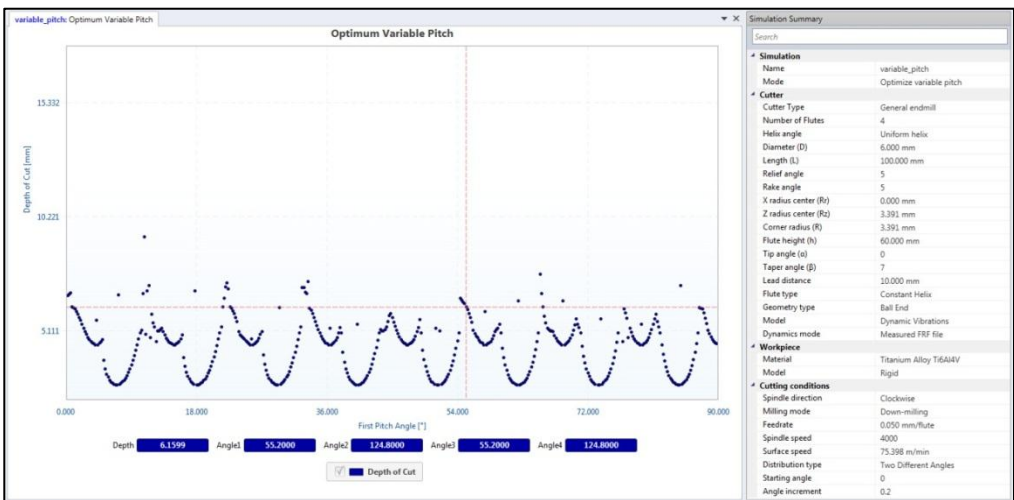 variable_pitch: Optimum Variable Pitch
Optimum Variable Pitch
Depth of Cut [mm]
15.332
10.221
5.111
0.000 18.000 36.000 54.000 72.000 90.000
First Pitch Angle [°]
Depth 6.1599 Angle1 55.2000 Angle2 124.8000 Angle3 55.2000 Angle4 124.8000
Depth of Cut
Simulation Summary
Search
Simulation
Name variable_pitch
Mode Optimize variable pitch
Cutter
Cutter Type General endmill
Number of Flutes 4
Helix angle Uniform helix
Diameter (D) 6.000 mm
Length (L) 100.000 mm
Relief angle 5
Rake angle 5
X radius center (Rr) 0.000 mm
Z radius center (Rz) 3.391 mm
Corner radius (R) 3.391 mm
Flute height (h) 60.000 mm
Tip angle (α) 0
Taper angle (β) 7
Lead distance 10.000 mm
Flute type Constant Helix
Geometry type Ball End
Model Dynamic Vibrations
Dynamics mode Measured FRF file
Workpiece
Material Titanium Alloy Ti6Al4V
Model Rigid
Cutting conditions
Spindle direction Clockwise
Milling mode Down-milling
Feedrate 0.050 mm/flute
Spindle speed 4000
Surface speed 75.398 m/min
Distribution type Two Different Angles
Starting angle 0
Angle increment 0.2